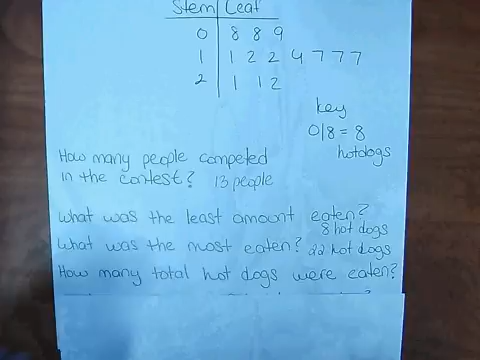 Stem Leaf
0 8 8 9
1 1 2 2 4 7 7 7
2 1 1 2
key
0|8 = 8
hotdogs
How many people competed
in the contest? 13 people
What was the least amount eaten?
8 hot dogs
What was the most eaten? 22 hot dogs
How many total hot dogs were eaten?